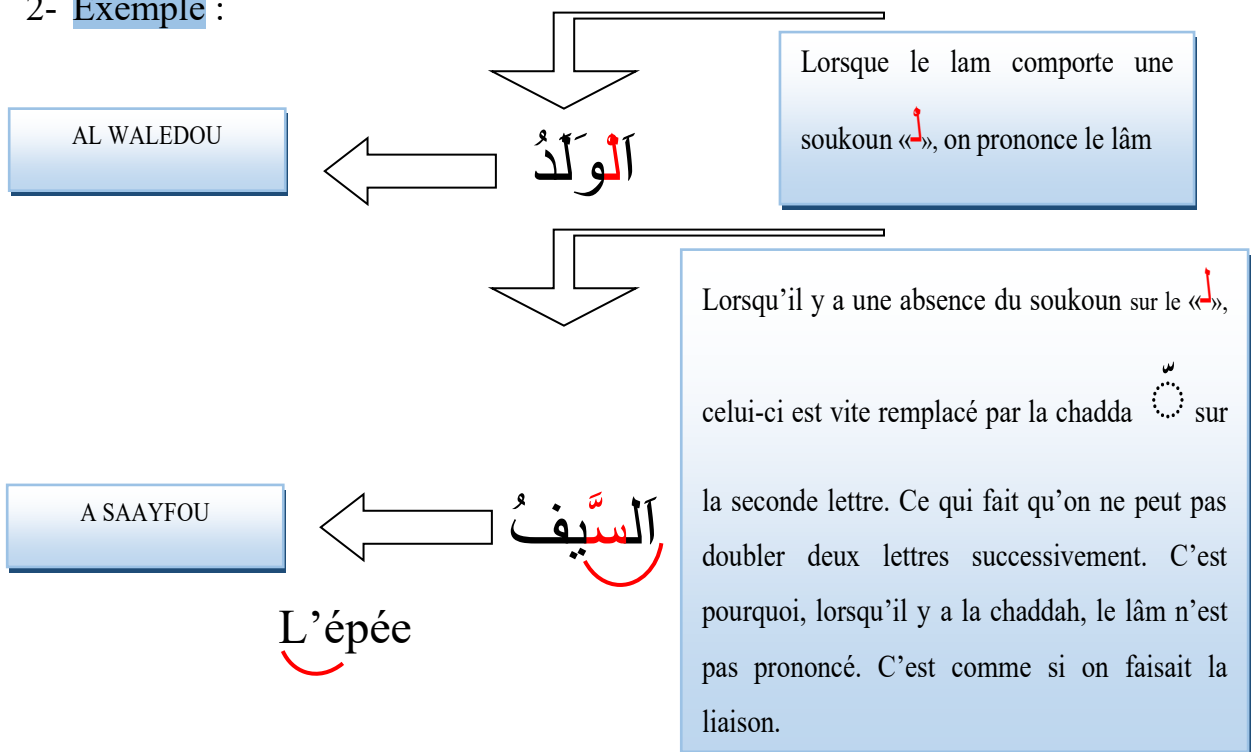 2- Exemple :
Lorsque le lam comporte une
soukoun «لْ», on prononce le lâm
AL WALEDOU
اَلْوَلَدُ
Lorsqu’il y a une absence du soukoun sur le «لْ»,
celui-ci est vite remplacé par la chadda ّ sur
la seconde lettre. Ce qui fait qu’on ne peut pas
doubler deux lettres successivement. C’est
pourquoi, lorsqu’il y a la chaddah, le lâm n’est
pas prononcé. C’est comme si on faisait la
liaison.
A SAAYFOU
اَلسَّيفُ
L’épée